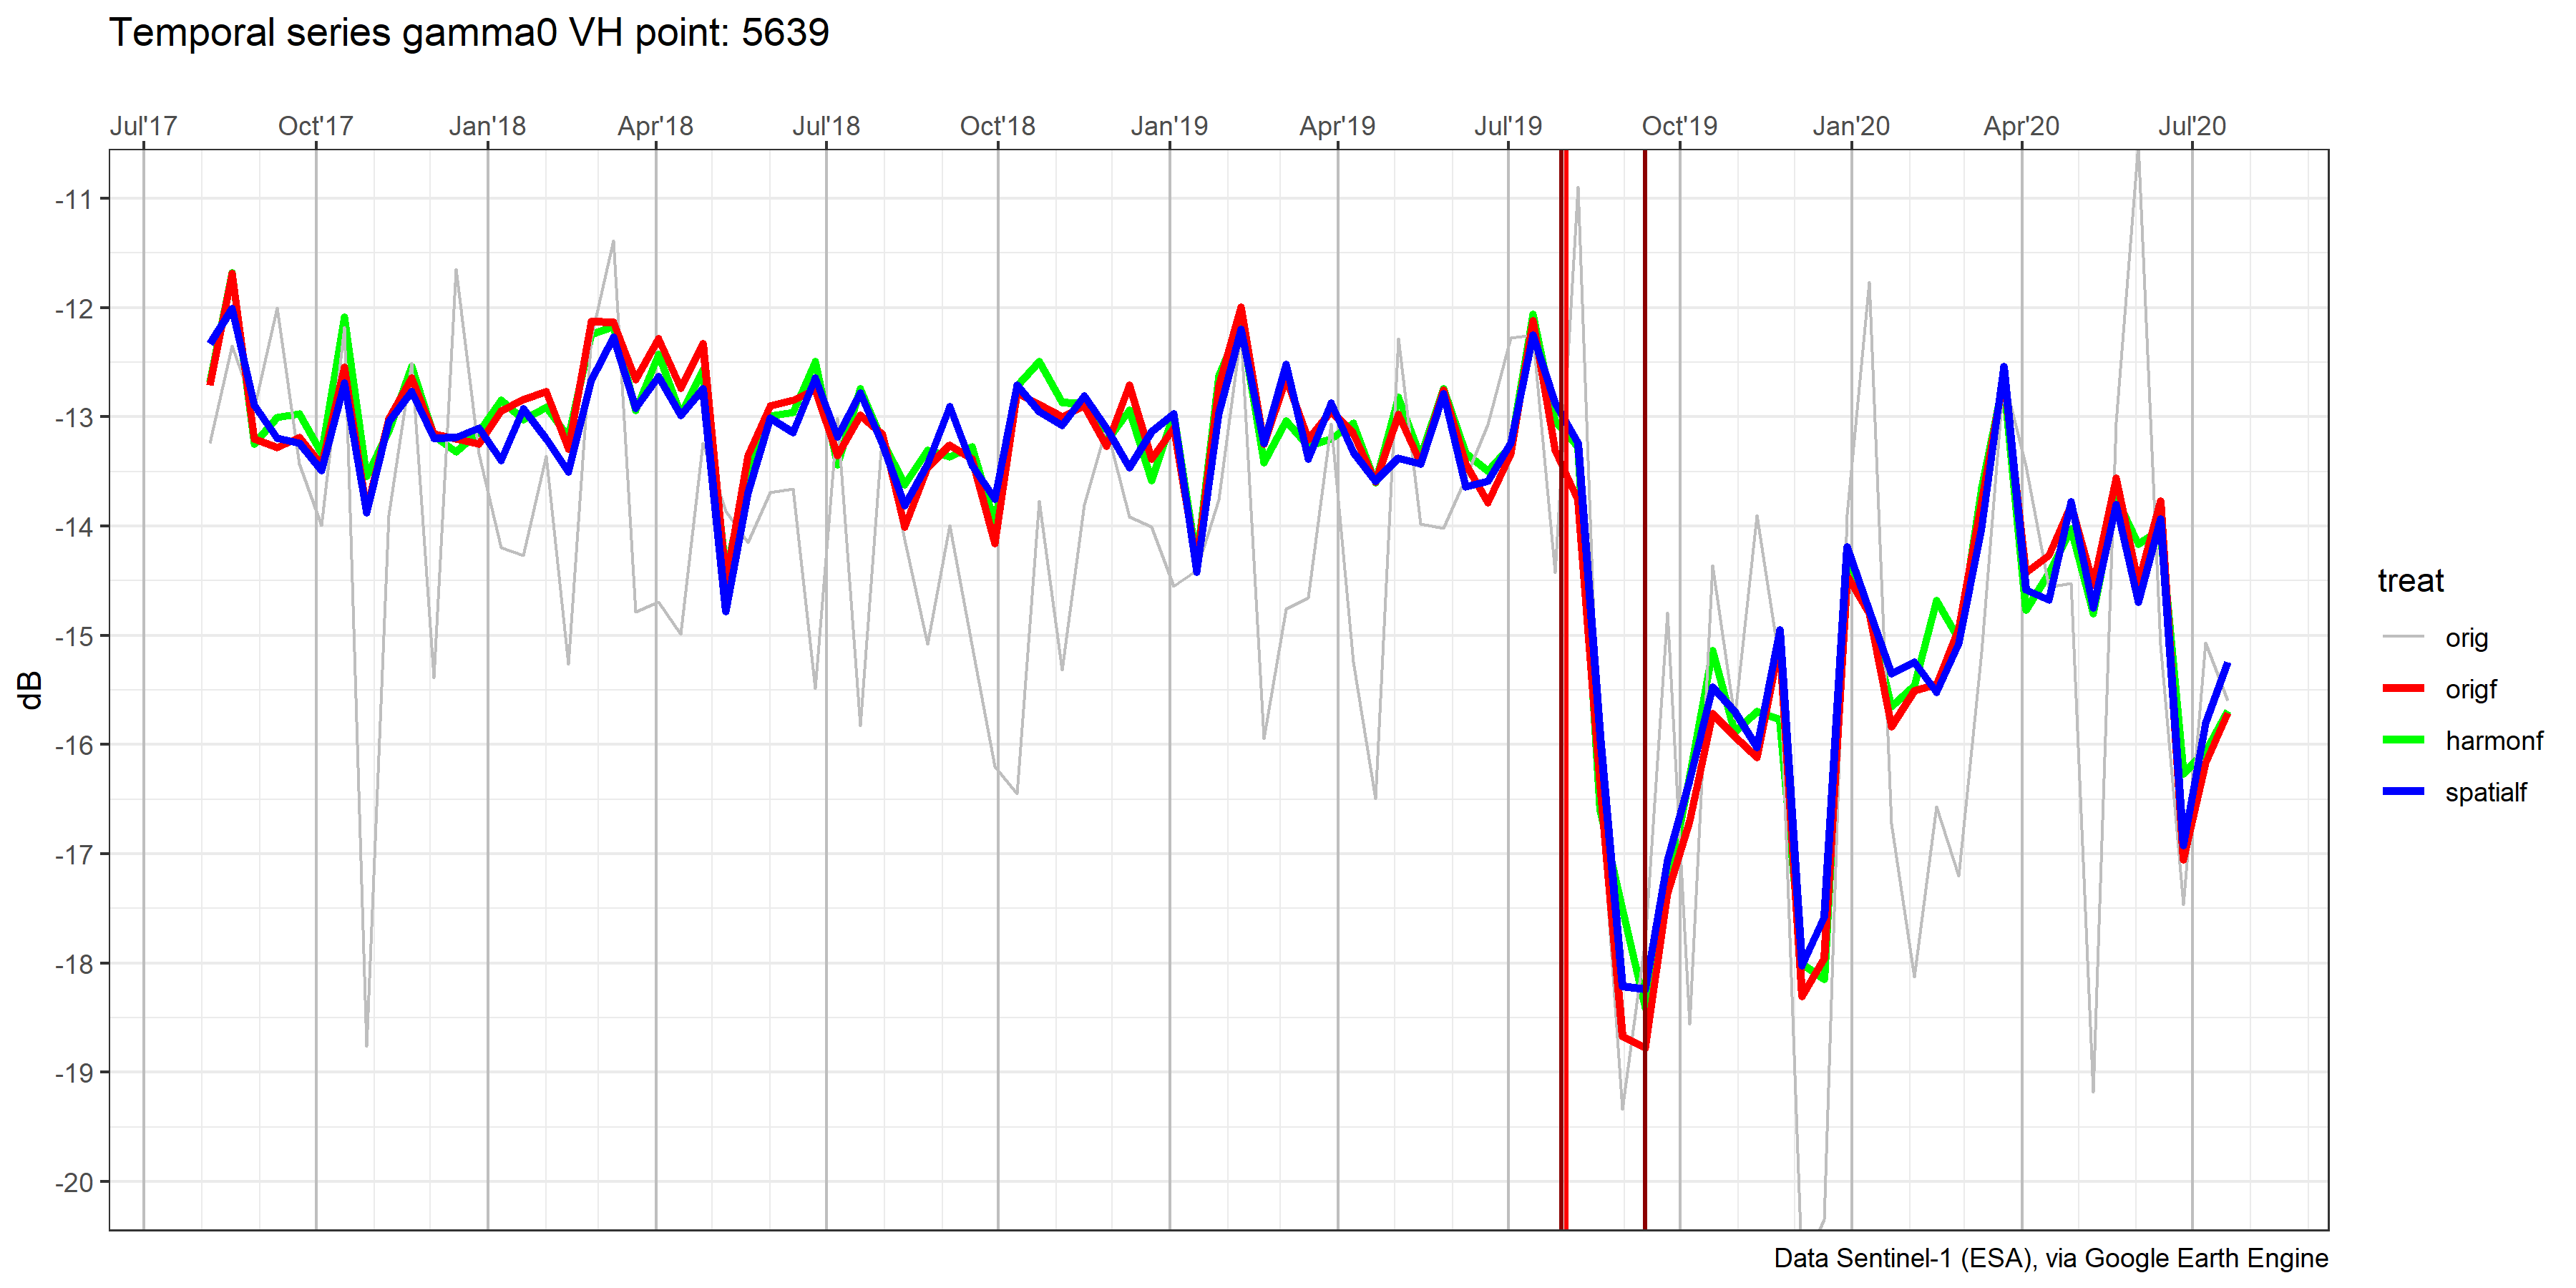 Temporal series gamma0 VH point: 5639
Jul'17 Oct'17 Jan'18 Apr'18 Jul'18 Oct'18 Jan'19 Apr'19 Jul'19 Oct'19 Jan'20 Apr'20 Jul'20
-11
-12
-13
-14
-15
-16
-17
-18
-19
-20
dB
treat
orig
origf
harmonf
spatialf
Data Sentinel-1 (ESA), via Google Earth Engine